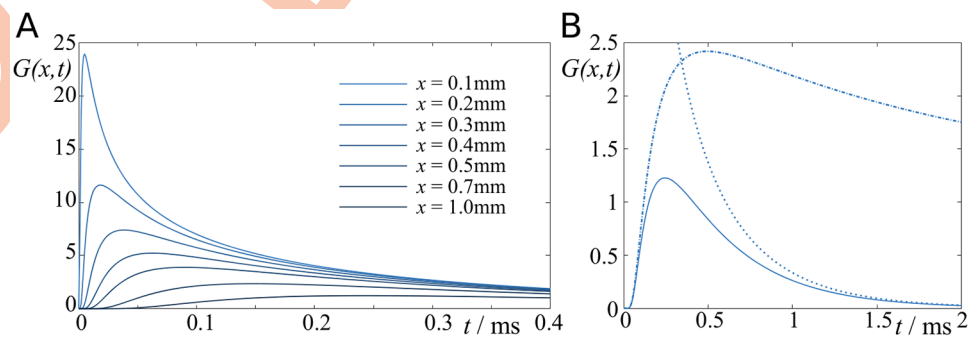 A
25
G(x,t)
20
15
10
5
0
0 0.1 0.2 0.3 t / ms 0.4
x = 0.1mm
x = 0.2mm
x = 0.3mm
x = 0.4mm
x = 0.5mm
x = 0.7mm
x = 1.0mm
B
2.5
G(x,t)
2
1.5
1
0.5
0
0 0.5 1 1.5 t / ms 2